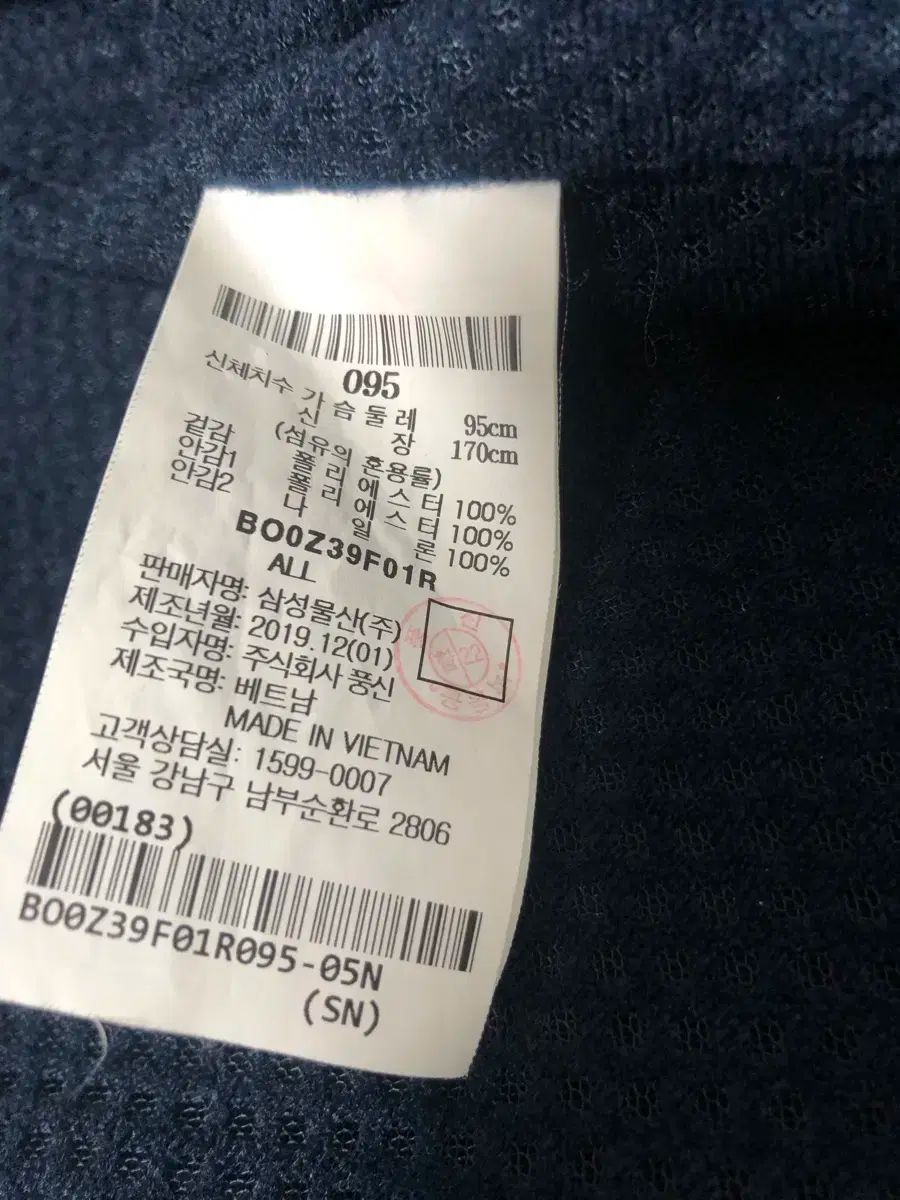 095
신체치수 가슴둘레 95cm
신 장 170cm
(섬유의 혼용률)
겉감 폴리에스터 100%
안감1 폴리에스터 100%
안감2 나 일 론 100%
BO0Z39F01R
ALL
판매자명: 삼성물산(주)
제조년월: 2019.12(01)
수입자명: 주식회사 풍신
제조국명: 베트남
MADE IN VIETNAM
고객상담실: 1599-0007
서울 강남구 남부순환로 2806
(00183)
BO0Z39F01R095-05N
(SN)
22